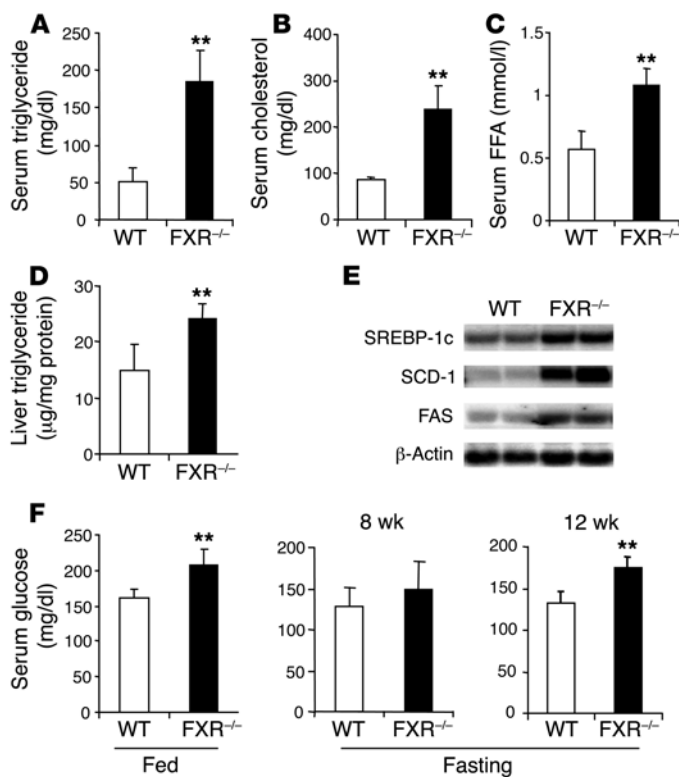 A
Serum triglyceride
(mg/dl)
250
200
150
100
50
0
**
WT
FXR–/–
B
Serum cholesterol
(mg/dl)
400
300
200
100
0
**
WT
FXR–/–
C
Serum FFA (mmol/l)
1.5
1
0.5
0
**
WT
FXR–/–
D
Liver triglyceride
(μg/mg protein)
30
20
10
0
**
WT
FXR–/–
E
WT
FXR–/–
SREBP-1c
SCD-1
FAS
β-Actin
F
Serum glucose
(mg/dl)
250
200
150
100
50
0
**
WT
FXR–/–
Fed
8 wk
200
150
100
50
0
WT
FXR–/–
12 wk
200
150
100
50
0
**
WT
FXR–/–
Fasting